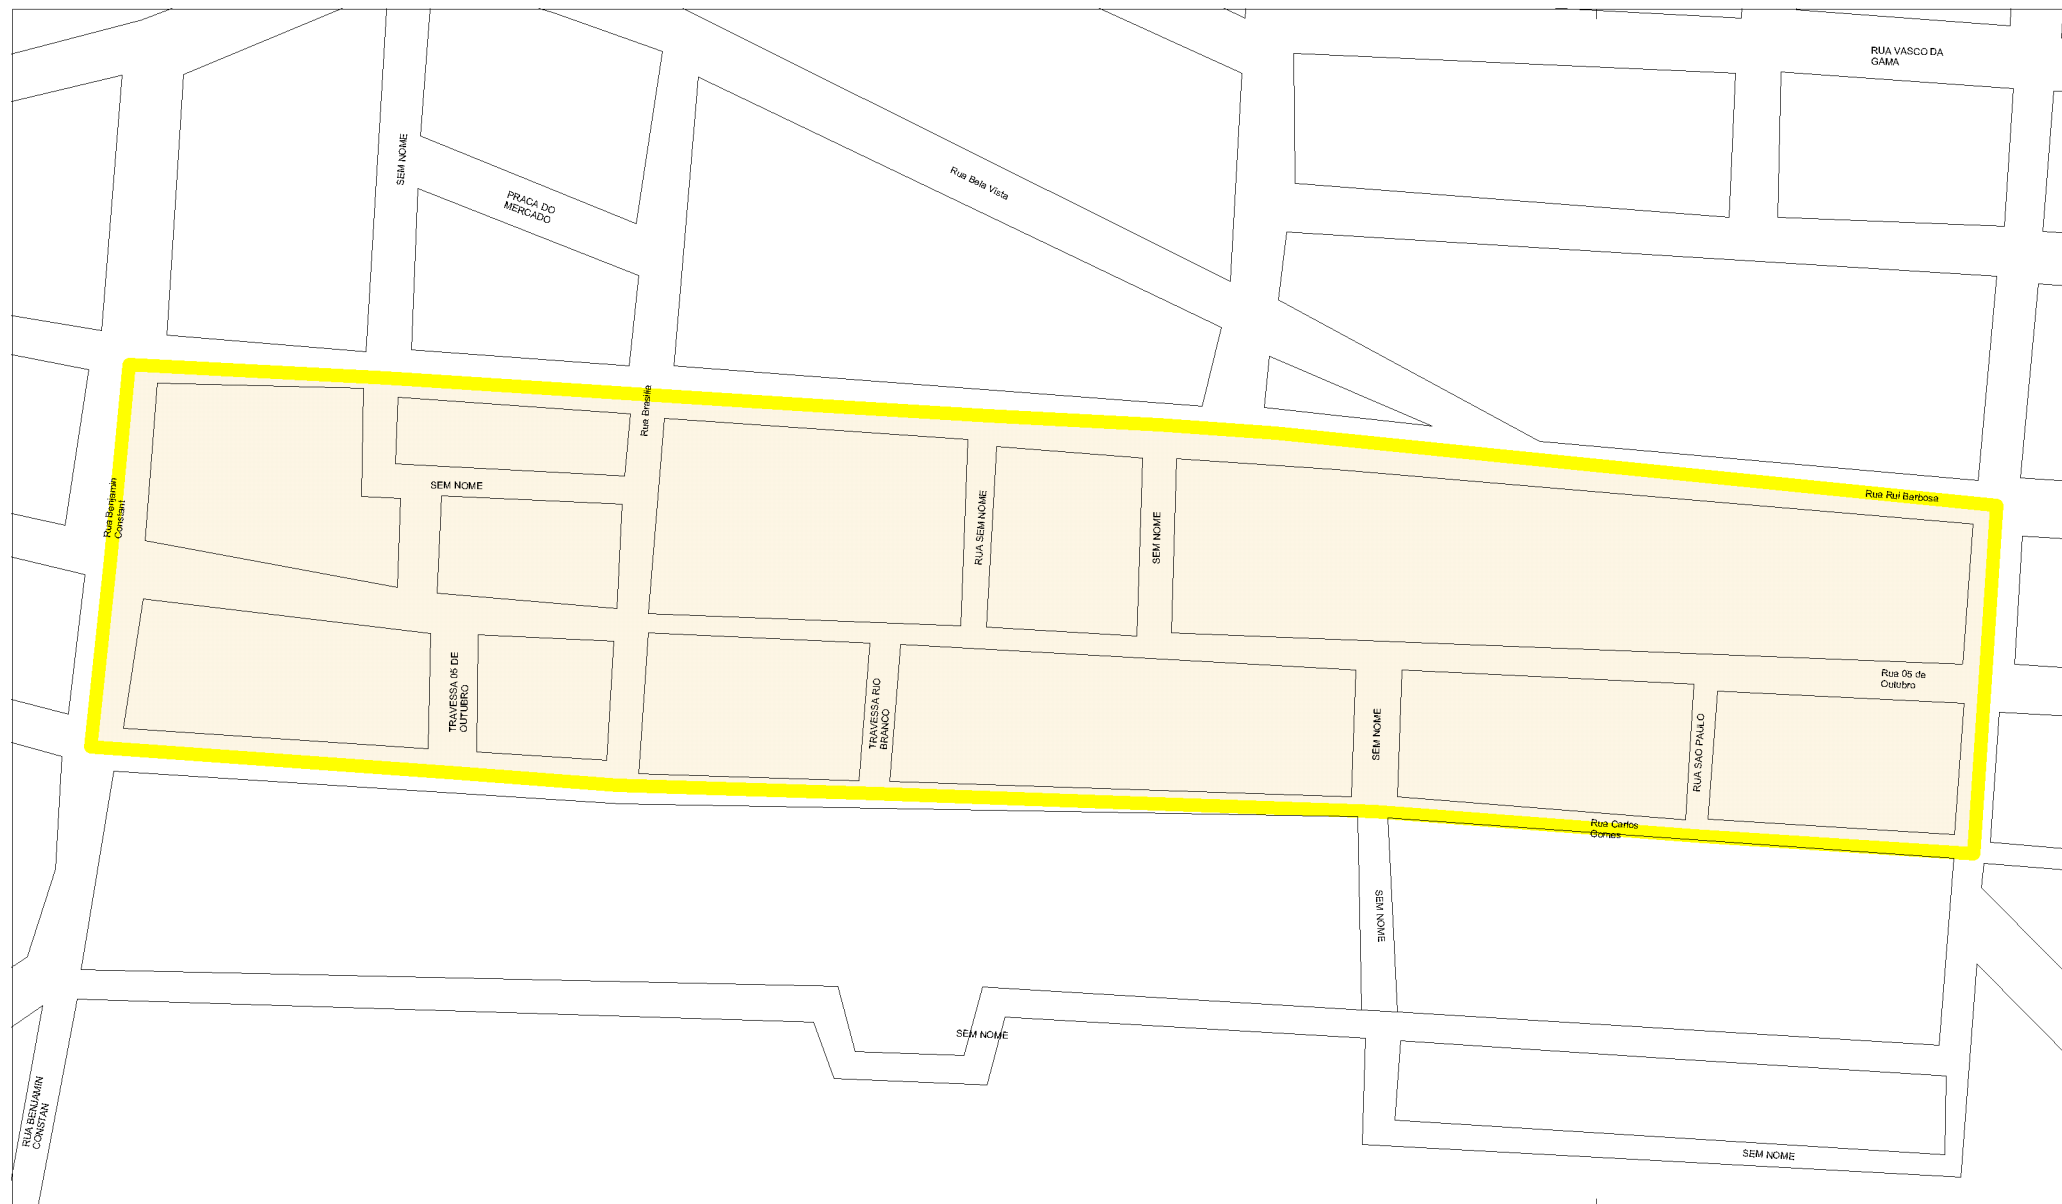 RUA VASCO DA
GAMA
SEM NOME
PRACA DO
MERCADO
Rua Bela Vista
Rua Brasilia
Rua Benjamin
Constant
SEM NOME
RUA SEM NOME
SEM NOME
Rua Rui Barbosa
TRAVESSA 05 DE
OUTUBRO
TRAVESSA RIO
BRANCO
SEM NOME
RUA SAO PAULO
Rua 05 de
Outubro
Rua Carlos
Gomes
SEM NOME
SEM NOME
RUA BENJAMIN
CONSTAN
SEM NOME